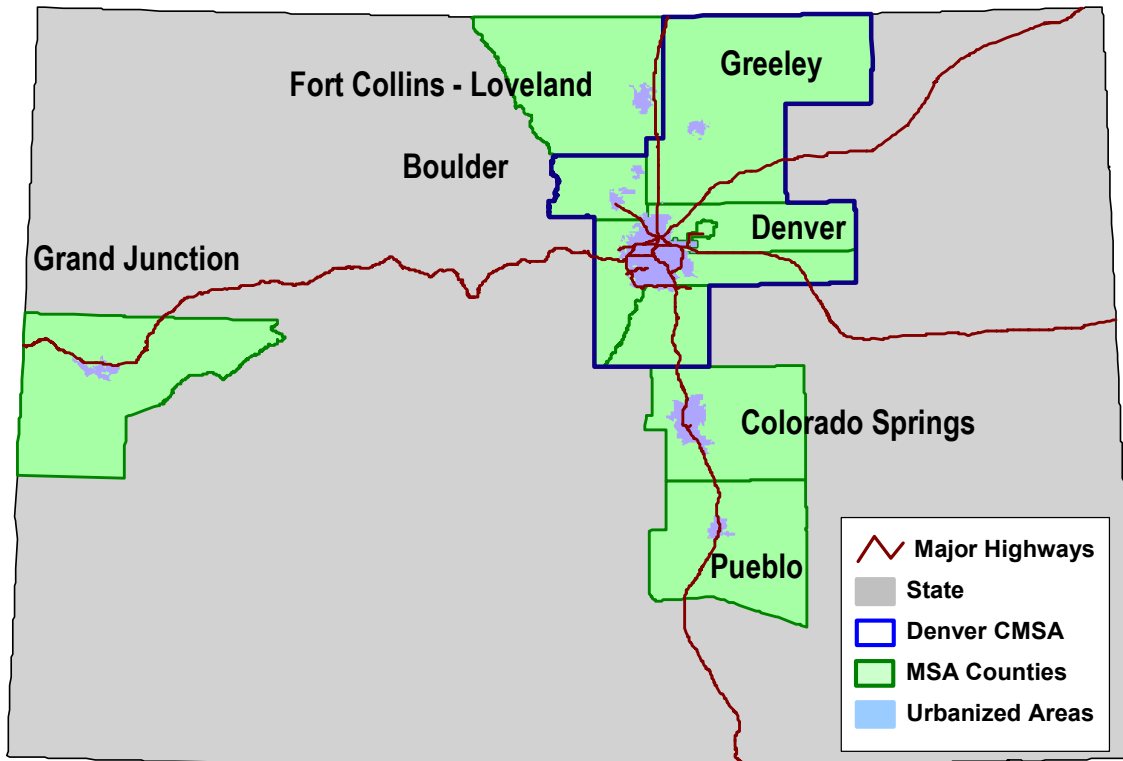 Greeley
Fort Collins - Loveland
Boulder
Denver
Grand Junction
Colorado Springs
Pueblo
Major Highways
State
Denver CMSA
MSA Counties
Urbanized Areas